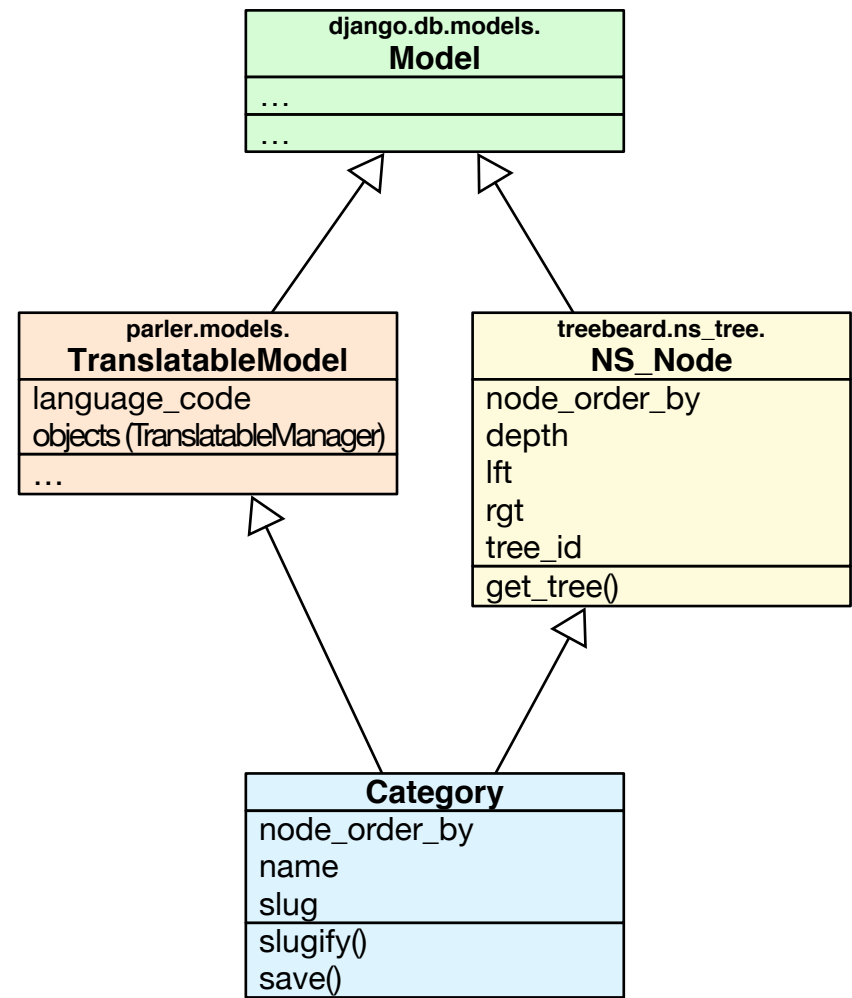 django.db.models.
Model
...
...
parler.models.
TranslatableModel
language_code
objects (TranslatableManager)
...
treebeard.ns_tree.
NS_Node
node_order_by
depth
lft
rgt
tree_id
get_tree()
Category
node_order_by
name
slug
slugify()
save()